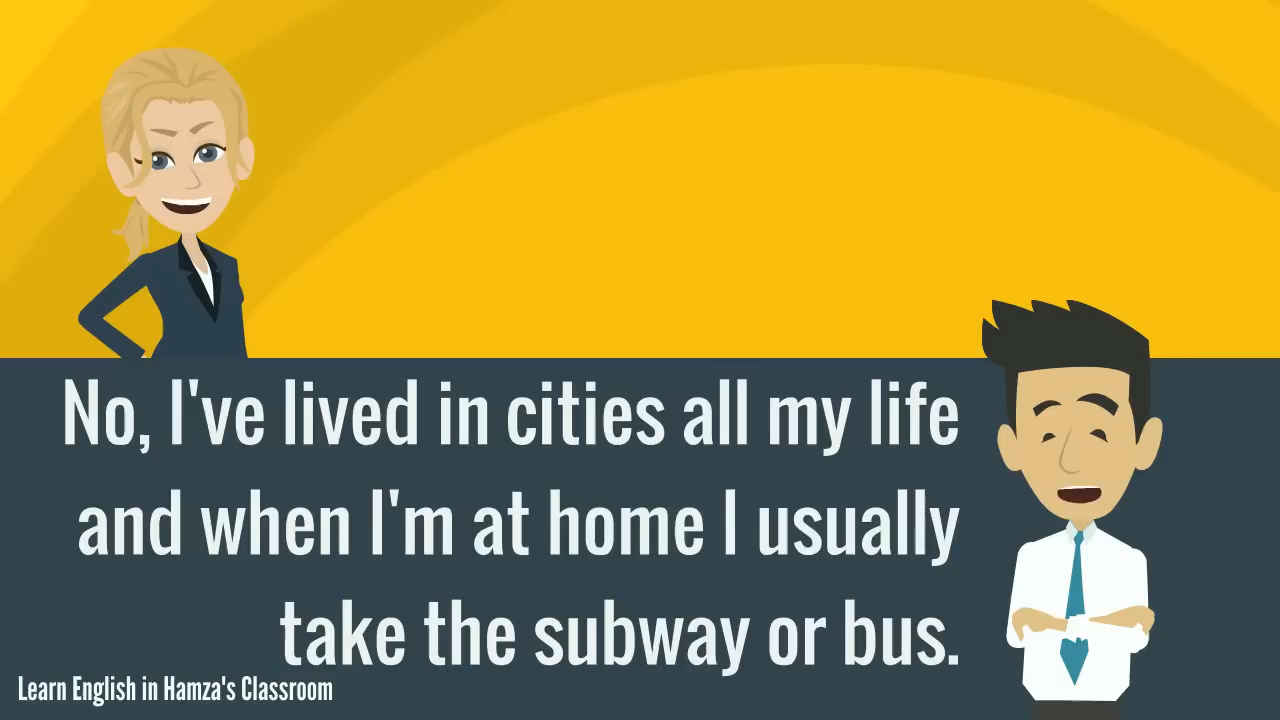 No, I've lived in cities all my life
and when I'm at home I usually
take the subway or bus.
Learn English in Hamza's Classroom